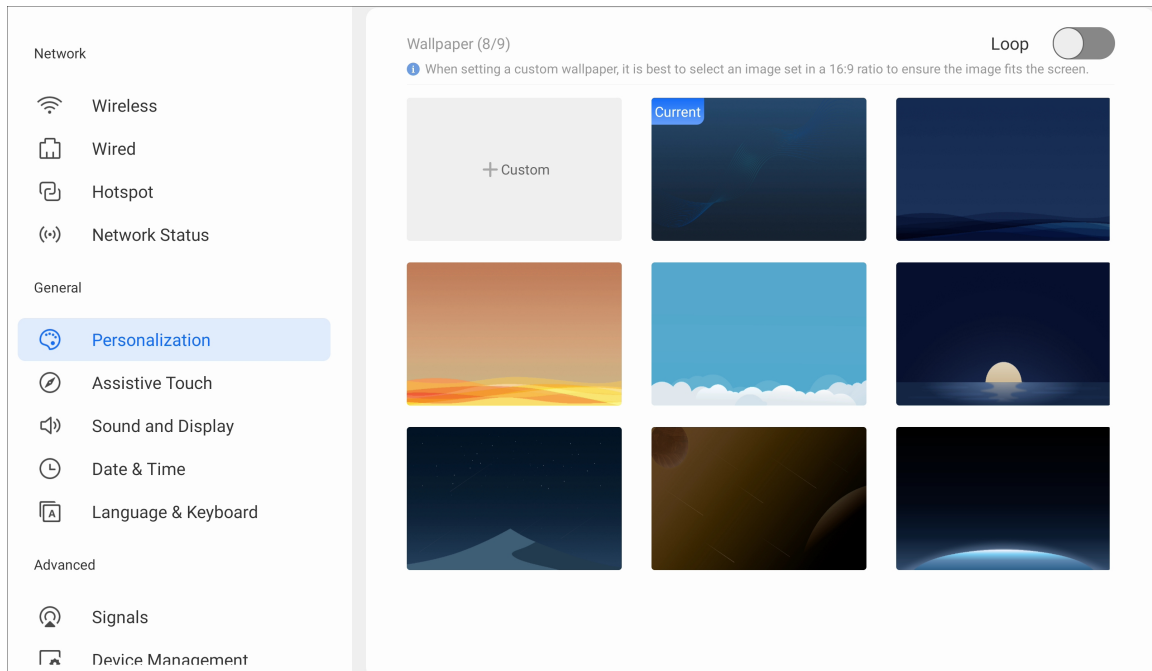 Network
Wireless
Wired
Hotspot
Network Status
General
Personalization
Assistive Touch
Sound and Display
Date & Time
Language & Keyboard
A
Advanced
Signals
Device Management
Wallpaper (8/9)
Loop
When setting a custom wallpaper, it is best to select an image set in a 16:9 ratio to ensure the image fits the screen.
Custom
Current